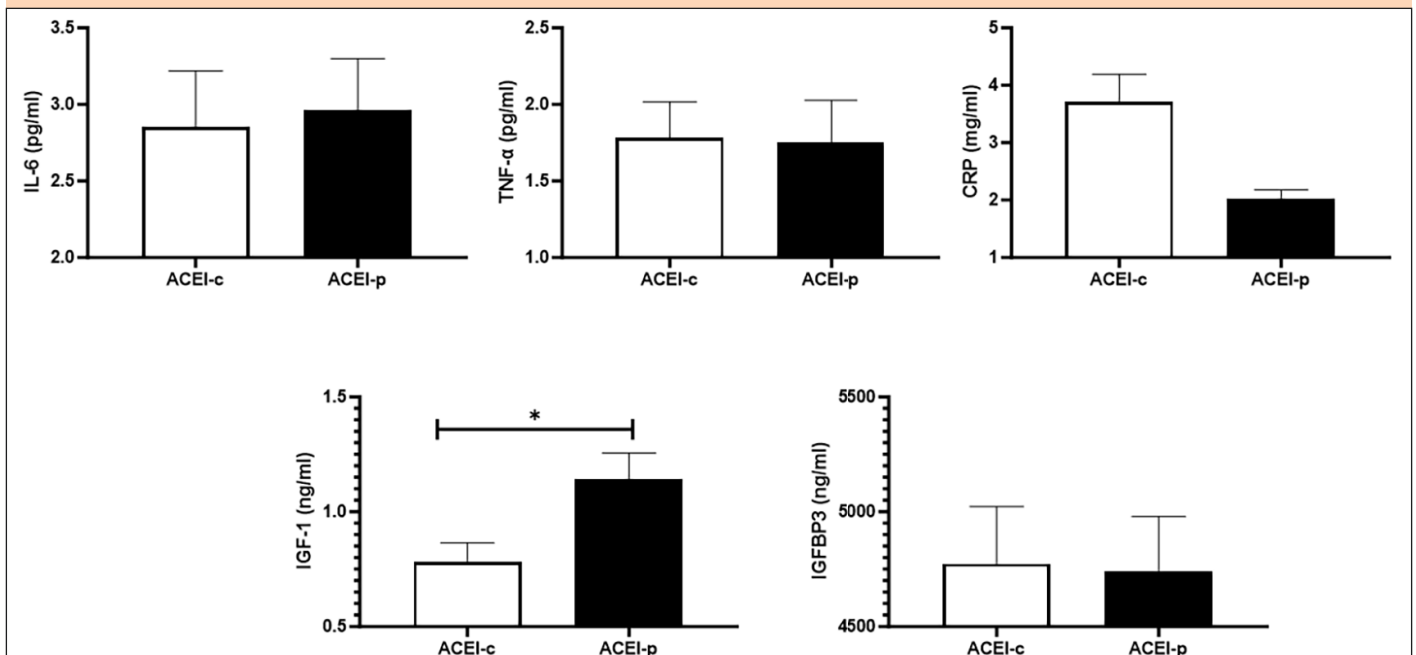 IL-6 (pg/ml)
3.5
3.0
2.5
2.0
ACEI-c ACEI-p
TNF-α (pg/ml)
2.5
2.0
1.5
1.0
ACEI-c ACEI-p
CRP (mg/ml)
5
4
3
2
1
ACEI-c ACEI-p
IGF-1 (ng/ml)
1.5
1.0
0.5
*
ACEI-c ACEI-p
IGFBP3 (ng/ml)
5500
5000
4500
ACEI-c ACEI-p